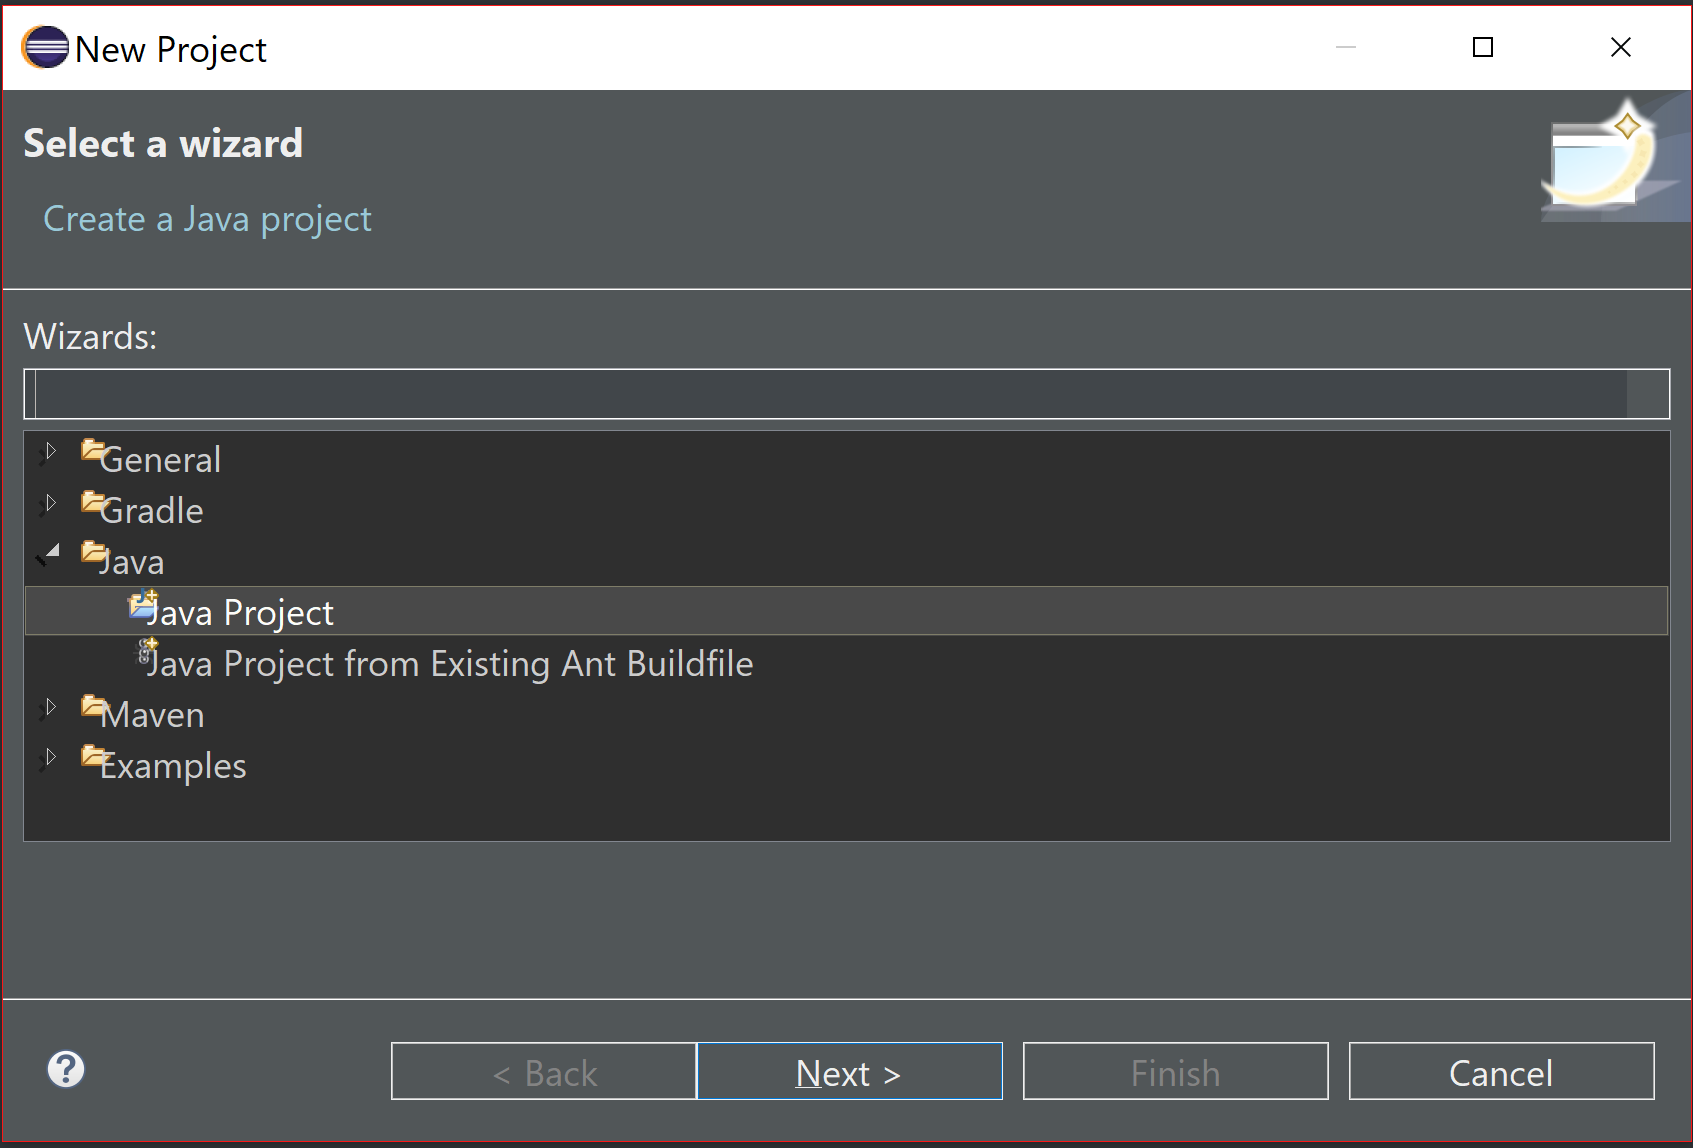 New Project
Select a wizard
Create a Java project
Wizards:
General
Gradle
Java
Java Project
Java Project from Existing Ant Buildfile
Maven
Examples
?
< Back
Next >
Finish
Cancel